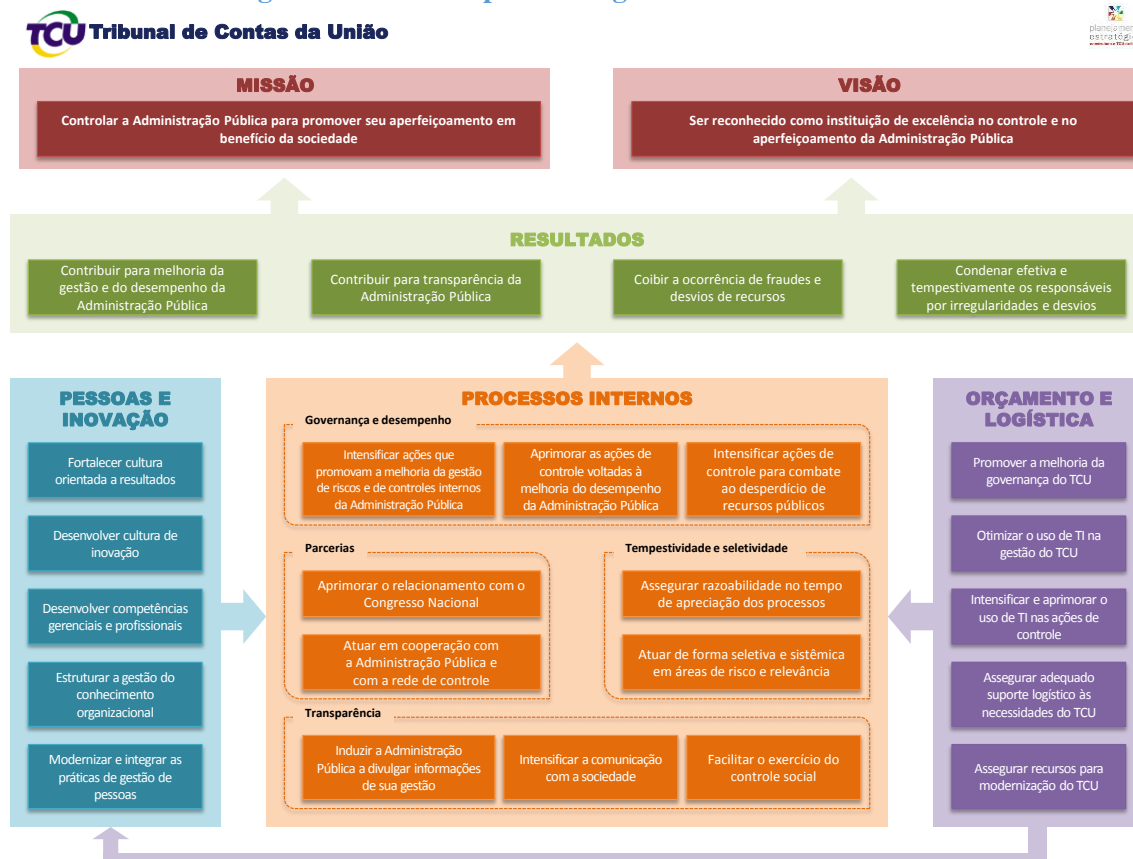 TCU Tribunal de Contas da União
MISSÃO
Controlar a Administração Pública para promover seu aperfeiçoamento em
benefício da sociedade
VISÃO
Ser reconhecido como instituição de excelência no controle e no
aperfeiçoamento da Administração Pública
RESULTADOS
Contribuir para melhoria da
gestão e do desempenho da
Administração Pública
Contribuir para transparência da
Administração Pública
Coibir a ocorrência de fraudes e
desvios de recursos
Condenar efetiva e
tempestivamente os responsáveis
por irregularidades e desvios
PESSOAS E
INOVAÇÃO
Fortalecer cultura
orientada a resultados
Desenvolver cultura de
inovação
Desenvolver competências
gerenciais e profissionais
Estruturar a gestão do
conhecimento
organizacional
Modernizar e integrar as
práticas de gestão de
pessoas
PROCESSOS INTERNOS
Governança e desempenho
Intensificar ações que
promovam a melhoria da gestão
de riscos e de controles internos
da Administração Pública
Aprimorar as ações de
controle voltadas à
melhoria do desempenho
da Administração Pública
Intensificar ações de
controle para combate
ao desperdício de
recursos públicos
Parcerias
Aprimorar o relacionamento com o
Congresso Nacional
Atuar em cooperação com
a Administração Pública e
com a rede de controle
Tempestividade e seletividade
Assegurar razoabilidade no tempo
de apreciação dos processos
Atuar de forma seletiva e sistêmica
em áreas de risco e relevância
Transparência
Induzir a Administração
Pública a divulgar informações
de sua gestão
Intensificar a comunicação
com a sociedade
Facilitar o exercício do
controle social
ORÇAMENTO E
LOGÍSTICA
Promover a melhoria da
governança do TCU
Otimizar o uso de TI na
gestão do TCU
Intensificar e aprimorar o
uso de TI nas ações de
controle
Assegurar adequado
suporte logístico às
necessidades do TCU
Assegurar recursos para
modernização do TCU